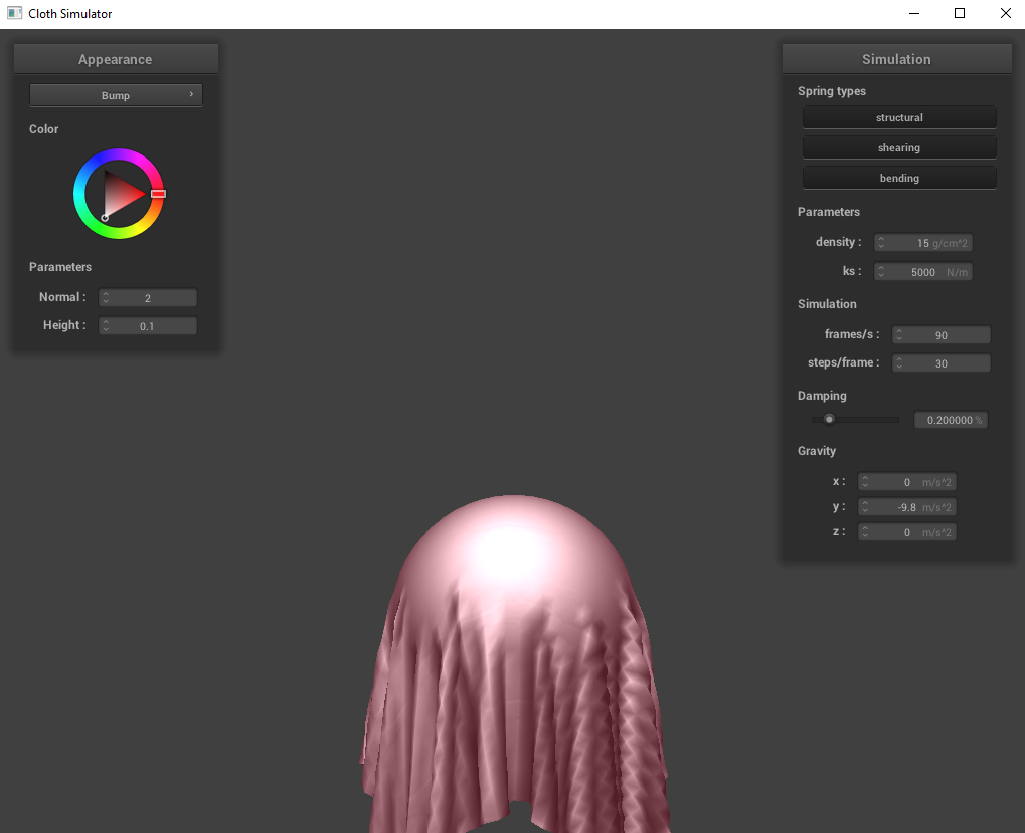 Cloth Simulator
Appearance
Bump
Color
Parameters
Normal : 2
Height : 0.1
Simulation
Spring types
structural
shearing
bending
Parameters
density : 15 g/cm^2
ks : 5000 N/m
Simulation
frames/s : 90
steps/frame : 30
Damping
0.200000 %
Gravity
x : 0 m/s^2
y : -9.8 m/s^2
z : 0 m/s^2